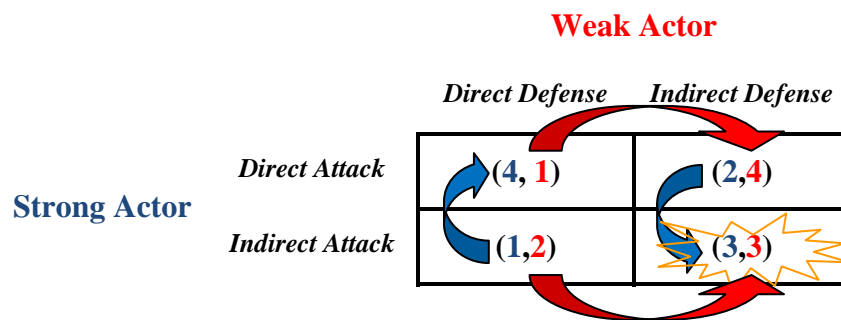 Weak Actor
Direct Defense Indirect Defense
Direct Attack (4, 1) (2,4)
Strong Actor
Indirect Attack (1,2) (3,3)